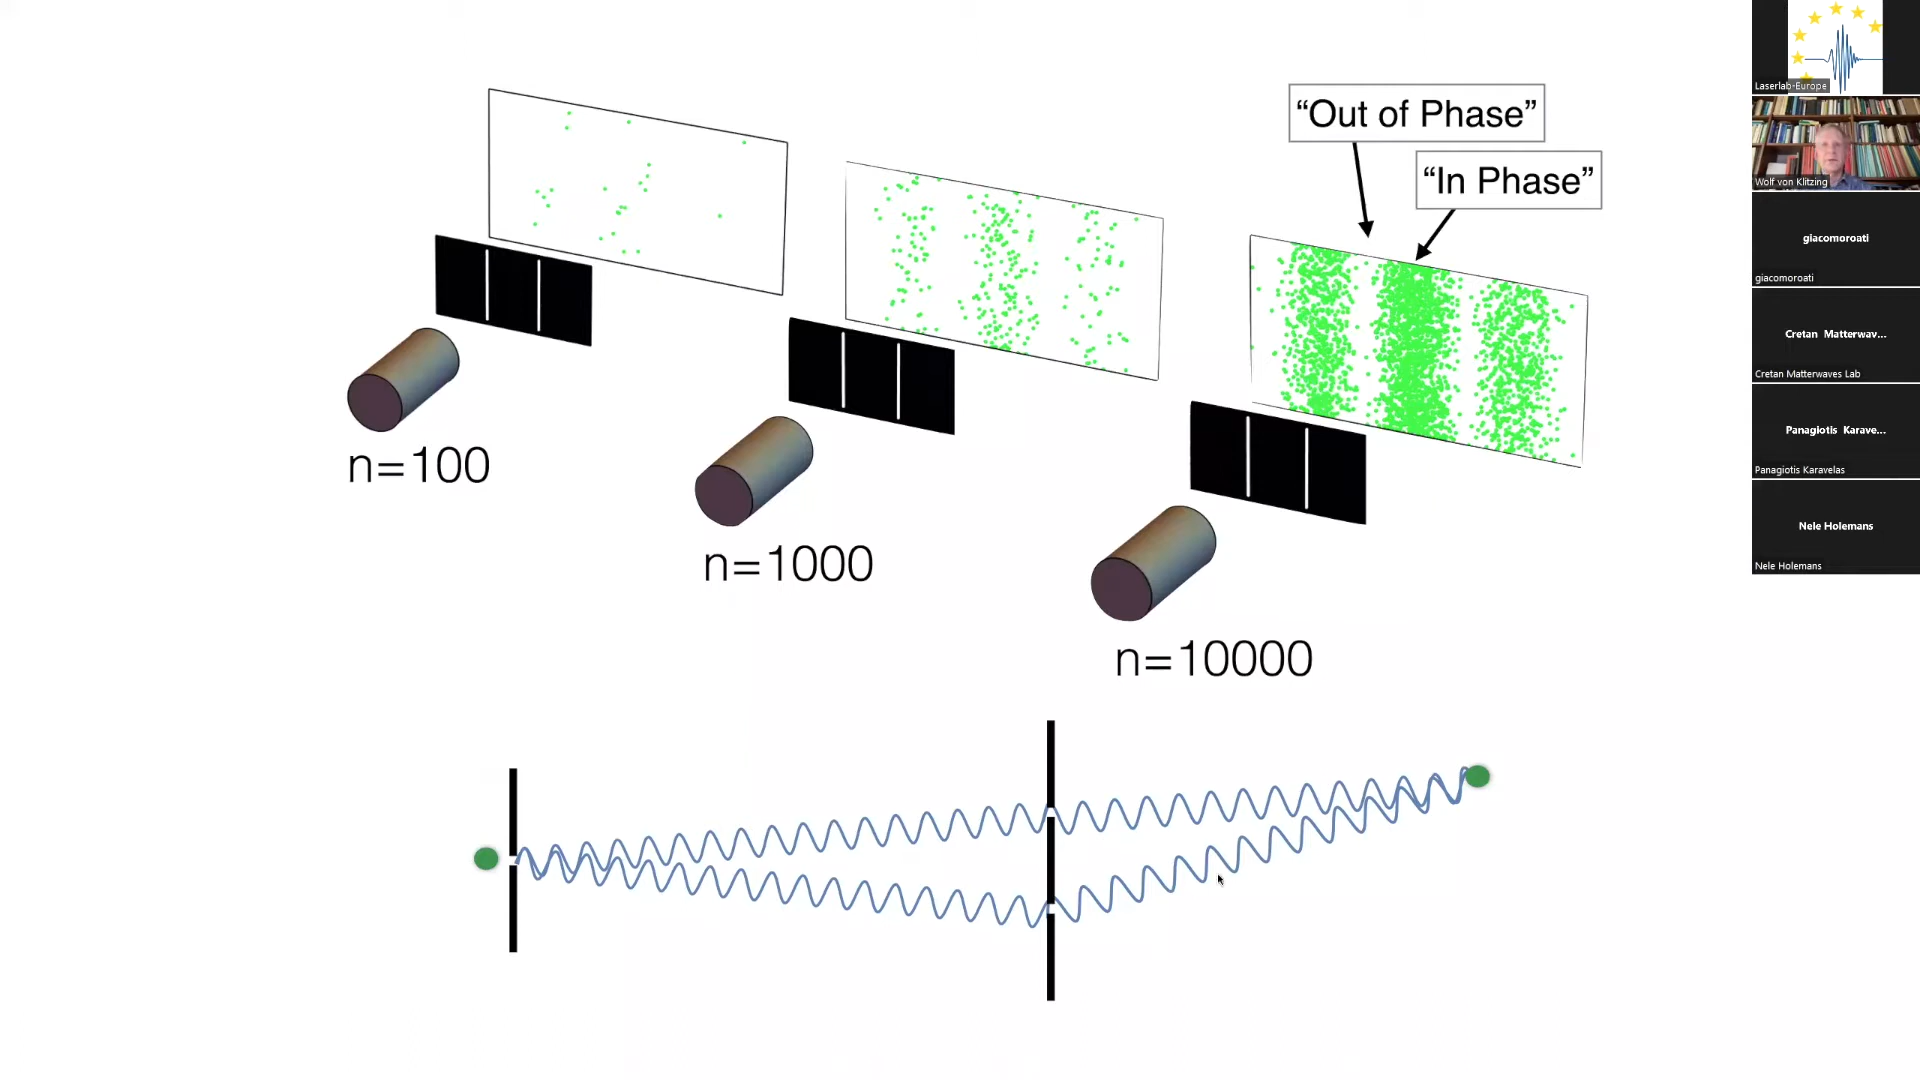 “Out of Phase”
“In Phase”
n=100
n=1000
n=10000
Laserlab-Europe
Wolf von Klitzing
giacomoroati
giacomoroati
Cretan Matterwav...
Cretan Matterwaves Lab
Panagiotis Karave...
Panagiotis Karavelas
Nele Holemans
Nele Holemans